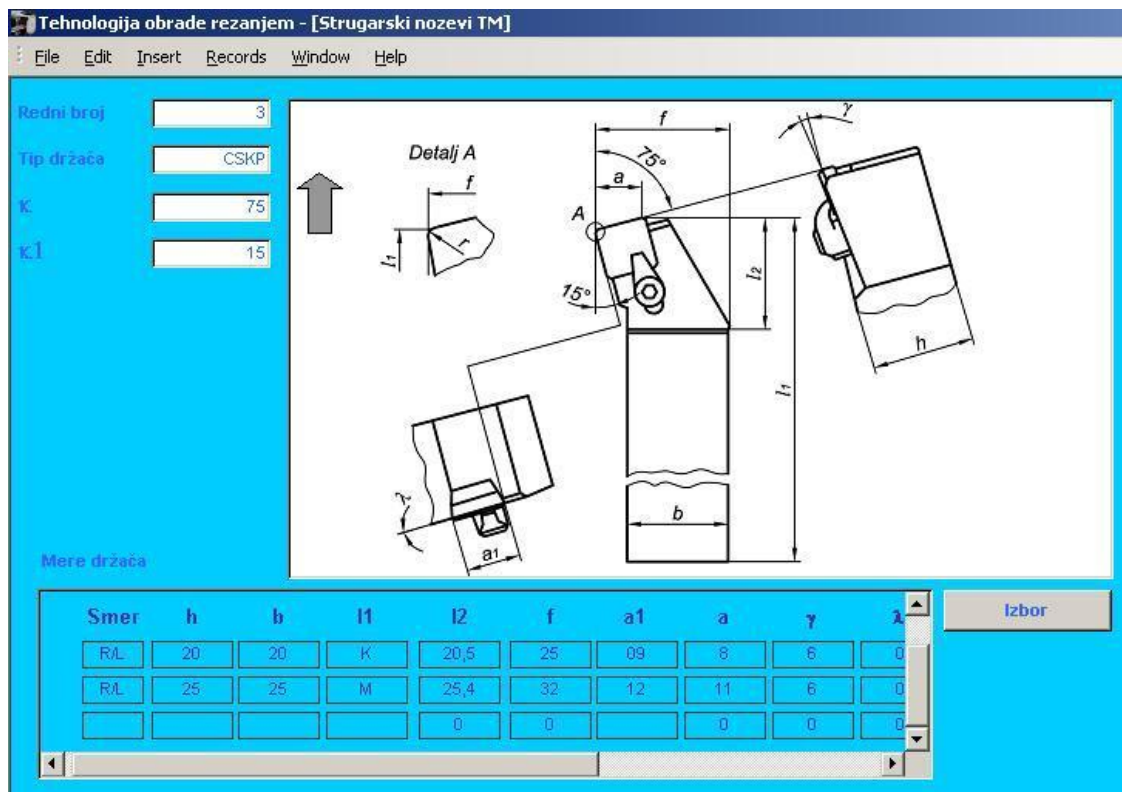 Tehnologija obrade rezanjem - [Strugarski nozevi TM]
File Edit Insert Records Window Help
Redni broj 3
Tip držača CSKP
κ 75
κ1 15
Detalj A
f
l1
r
f
75°
a
A
15°
l2
l1
b
γ
h
λ
a1
Mere držača
Smer h b l1 l2 f a1 a γ λ
R/L 20 20 K 20,5 25 09 8 6 0
R/L 25 25 M 25,4 32 12 11 6 0
0 0 0 0 0
Izbor